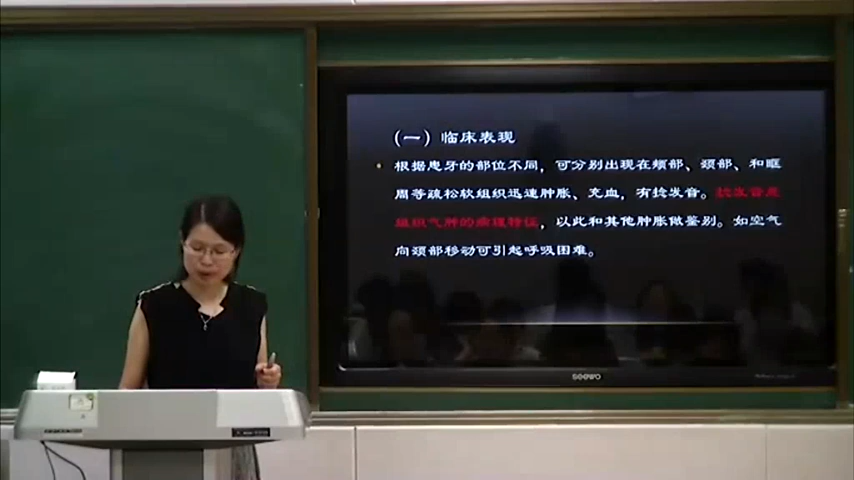 (一) 临床表现
根据患牙的部位不同，可分别出现在颊部、颈部、和眶
周等疏松软组织迅速肿胀、充血，有捻发音。捻发音是
组织气肿的病理特征，以此和其他肿胀做鉴别。如空气
向颈部移动可引起呼吸困难。
seewo